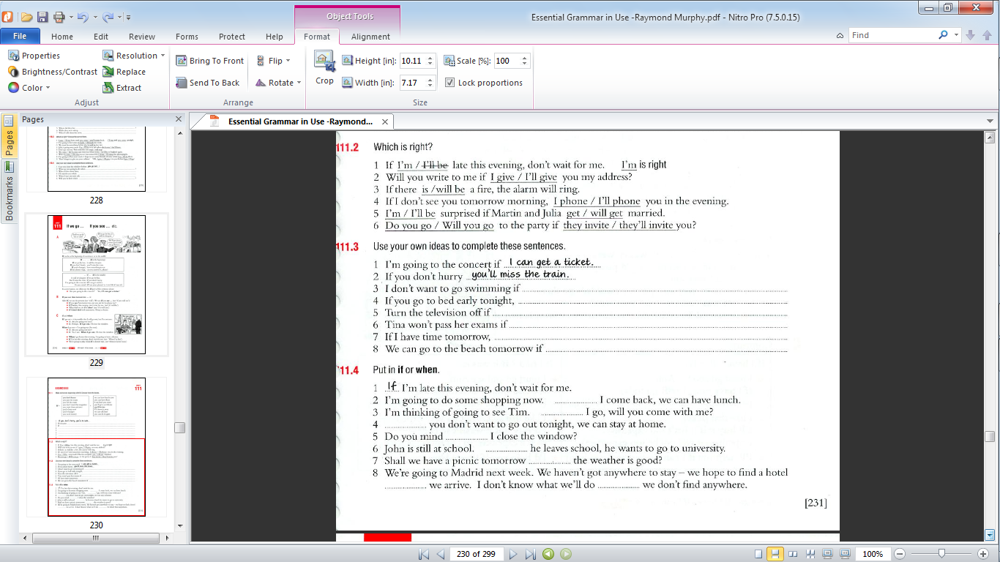 Object Tools
Essential Grammar in Use -Raymond Murphy.pdf - Nitro Pro (7.5.0.15)
File Home Edit Review Forms Protect Help Format Alignment
Find
Properties
Brightness/Contrast
Color
Resolution
Replace
Extract
Adjust
Bring To Front
Send To Back
Flip
Rotate
Arrange
Crop
Height [in]: 10.11
Width [in]: 7.17
Scale [%]: 100
Lock proportions
Size
Pages
Bookmarks
Pages
228
111
If we go ... If you see ... etc.
229
EXERCISES
111
230
Essential Grammar in Use -Raymond...
111.2 Which is right?
1 If I'm / I'll be late this evening, don't wait for me. I'm is right
2 Will you write to me if I give / I'll give you my address?
3 If there is /will be a fire, the alarm will ring.
4 If I don't see you tomorrow morning, I phone / I'll phone you in the evening.
5 I'm / I'll be surprised if Martin and Julia get / will get married.
6 Do you go / Will you go to the party if they invite / they'll invite you?
111.3 Use your own ideas to complete these sentences.
1 I'm going to the concert if I can get a ticket.
2 If you don't hurry you'll miss the train.
3 I don't want to go swimming if
4 If you go to bed early tonight,
5 Turn the television off if
6 Tina won't pass her exams if
7 If I have time tomorrow,
8 We can go to the beach tomorrow if
111.4 Put in if or when.
1 If I'm late this evening, don't wait for me.
2 I'm going to do some shopping now. I come back, we can have lunch.
3 I'm thinking of going to see Tim. I go, will you come with me?
4 you don't want to go out tonight, we can stay at home.
5 Do you mind I close the window?
6 John is still at school. he leaves school, he wants to go to university.
7 Shall we have a picnic tomorrow the weather is good?
8 We're going to Madrid next week. We haven't got anywhere to stay – we hope to find a hotel
we arrive. I don't know what we'll do we don't find anywhere.
[231]
230 of 299
100%